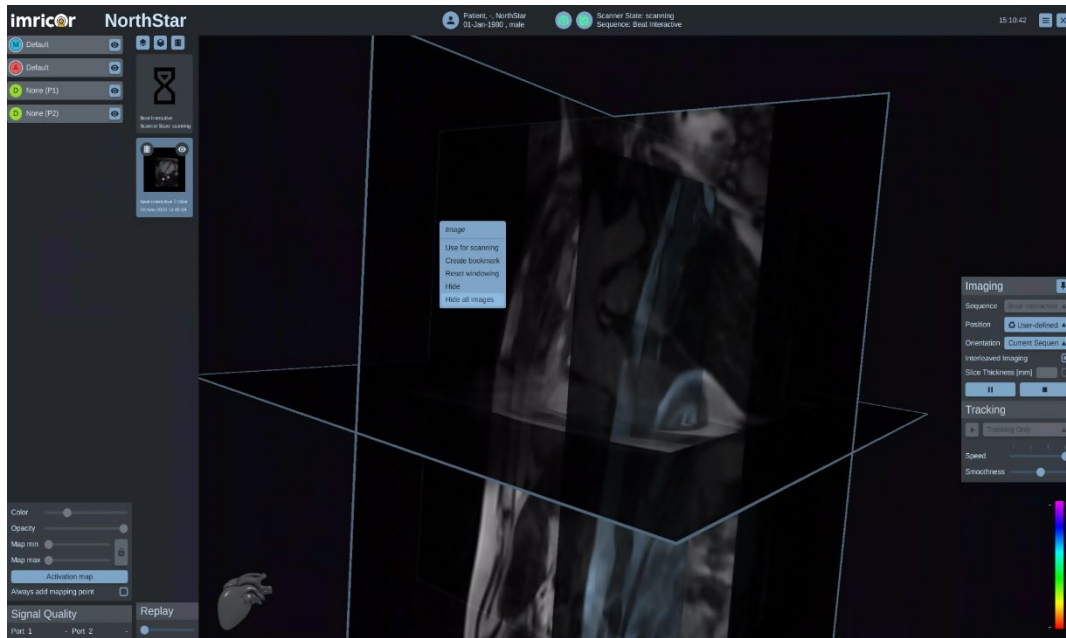 imricor NorthStar
Patient, -, NorthStar
01-Jan-1980 , male
Scanner State: scanning
Sequence: Beat Interactive
15:10:42
M Default
A Default
D None (P1)
D None (P2)
Beat Interactive
Scanner State: scanning
Image
Use for scanning
Create bookmark
Reset windowing
Hide
Hide all images
Imaging
Sequence Beat Interactive
Position User-defined
Orientation Current Sequen
Interleaved Imaging
Slice Thickness [mm]
Tracking
Tracking Only
Speed
Smoothness
Color
Opacity
Map min
Map max
Activation map
Always add mapping point
Signal Quality
Port 1 - Port 2 -
Replay